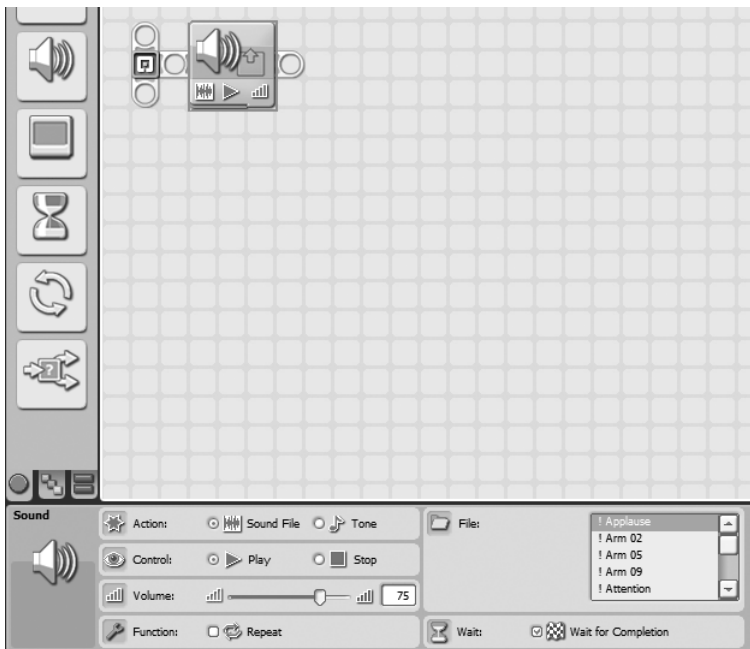 Sound
Action: Sound File Tone
Control: Play Stop
Volume: 75
Function: Repeat
File:
! Applause
! Arm 02
! Arm 05
! Arm 09
! Attention
Wait: Wait for Completion